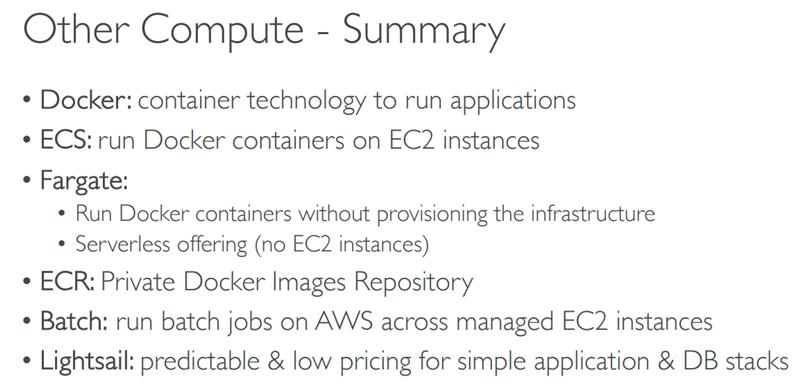 Other Compute - Summary
• Docker: container technology to run applications
• ECS: run Docker containers on EC2 instances
• Fargate:
• Run Docker containers without provisioning the infrastructure
• Serverless offering (no EC2 instances)
• ECR: Private Docker Images Repository
• Batch: run batch jobs on AWS across managed EC2 instances
• Lightsail: predictable & low pricing for simple application & DB stacks